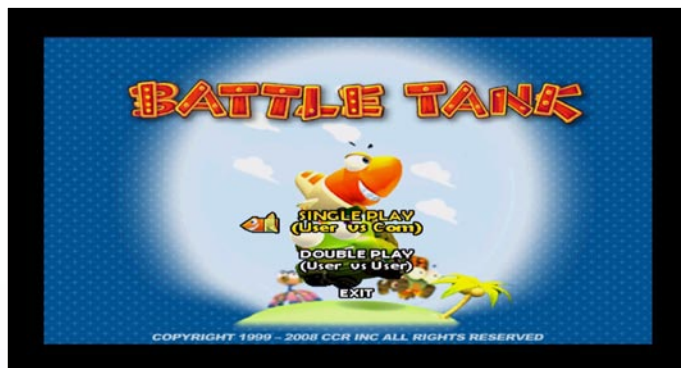 BATTLE TANK
SINGLE PLAY
(User vs Com)
DOUBLE PLAY
(User vs User)
EXIT
COPYRIGHT 1999 - 2008 CCR INC ALL RIGHTS RESERVED